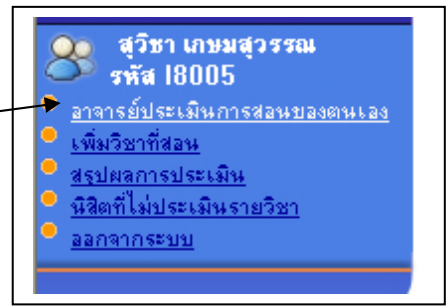 สุวิชา เกษมสุวรรณ
รหัส I8005
อาจารย์ประเมินการสอนของตนเอง
เพิ่มวิชาที่สอน
สรุปผลการประเมิน
นิสิตที่ไม่ประเมินรายวิชา
ออกจากระบบ